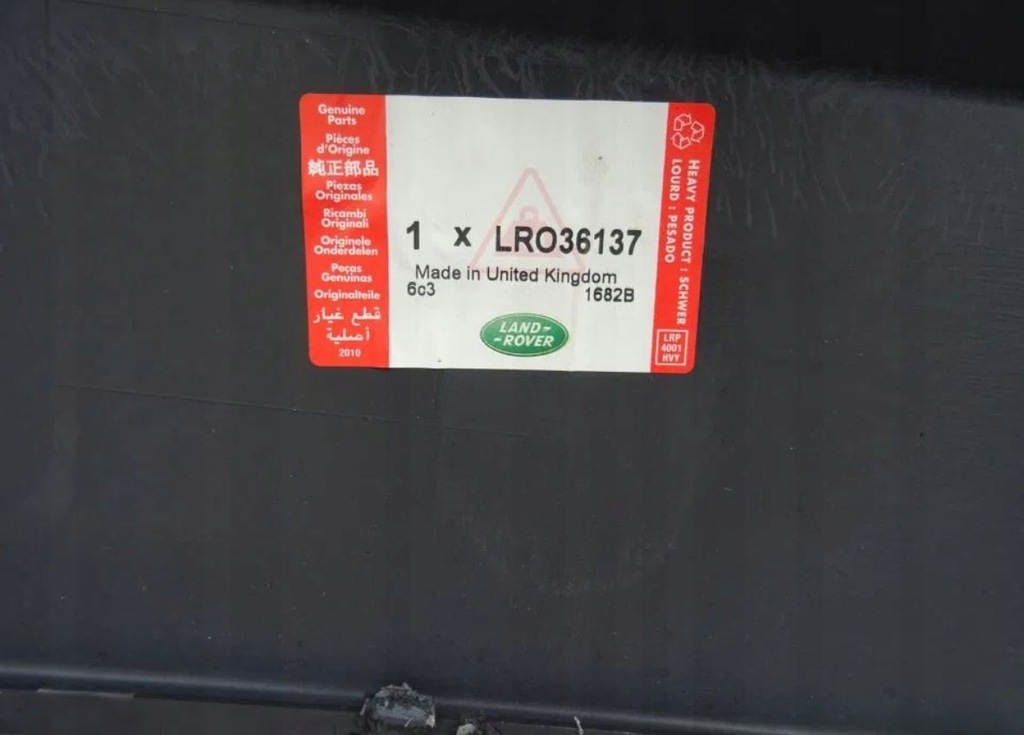 Genuine
Parts
Pièces
d'Origine
純正部品
Piezas
Originales
Ricambi
Originali
Originele
Onderdelen
Peças
Genuinas
Originalteile
قطع غيار
أصلية
2010
1 x LR036137
Made in United Kingdom
6c3 1682B
LAND-
-ROVER
HEAVY PRODUCT : SCHWER
LOURD : PESADO
LRP
4001
HVY